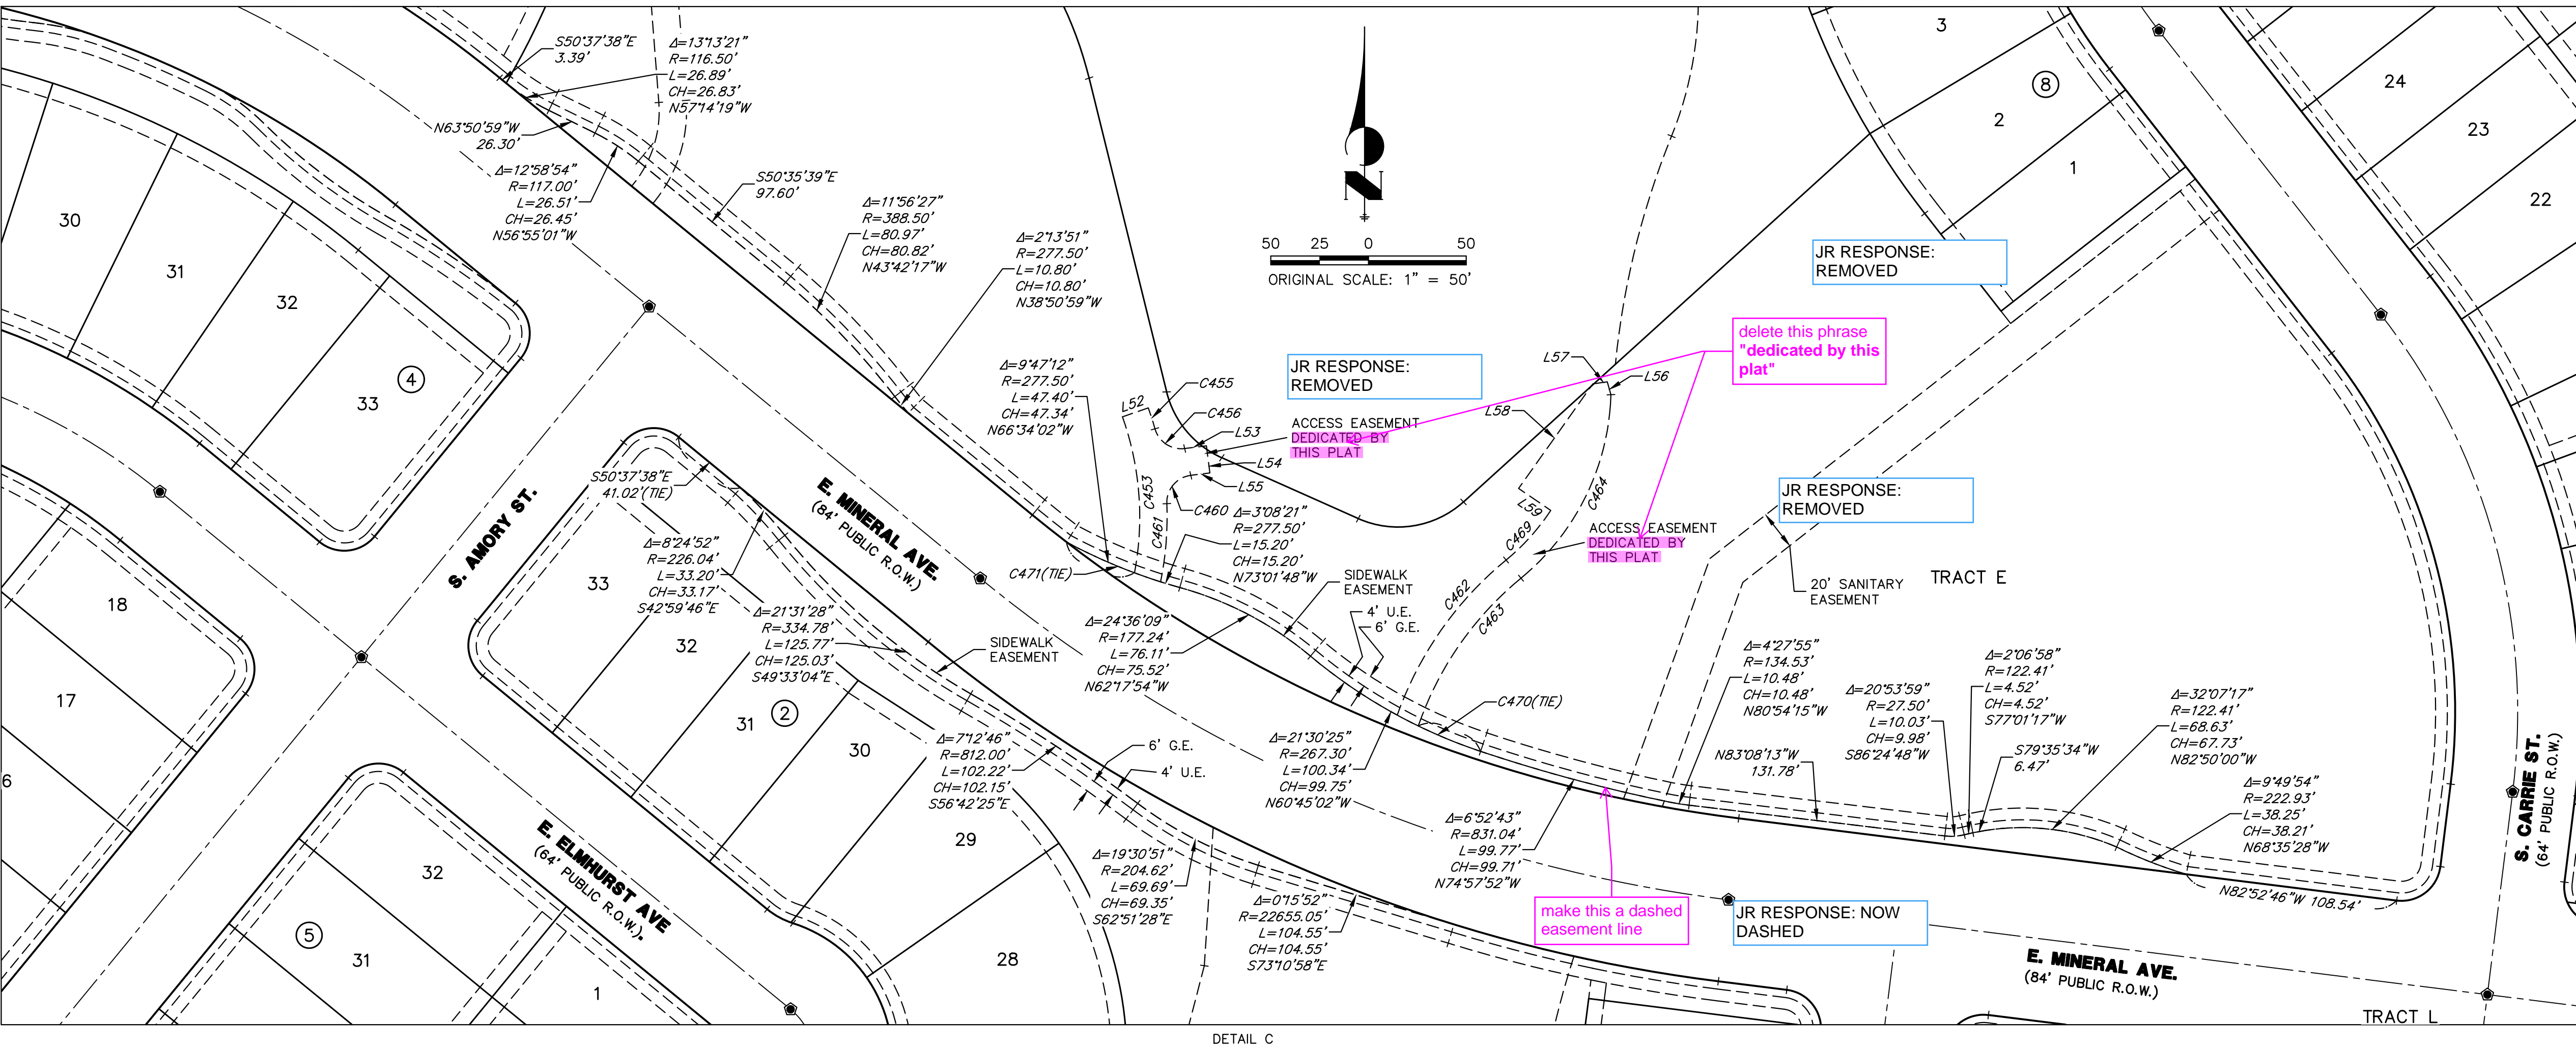 S50°37'38"E
3.39'
Δ=13°13'21"
R=116.50'
L=26.89'
CH=26.83'
N57°14'19"W
N63°50'59"W
26.30'
Δ=12°58'54"
R=117.00'
L=26.51'
CH=26.45'
N56°55'01"W
S50°35'39"E
97.60'
Δ=11°56'27"
R=388.50'
L=80.97'
CH=80.82'
N43°42'17"W
Δ=2°13'51"
R=277.50'
L=10.80'
CH=10.80'
N38°50'59"W
N
50 25 0 50
ORIGINAL SCALE: 1" = 50'
3
8
2
1
24
23
22
30
31
32
33
4
JR RESPONSE:
REMOVED
delete this phrase
"dedicated by this
plat"
JR RESPONSE:
REMOVED
Δ=9°47'12"
R=277.50'
L=47.40'
CH=47.34'
N66°34'02"W
L52
C455
C456
L53
ACCESS EASEMENT
DEDICATED BY
THIS PLAT
L54
L55
C453
C461
C460
L57
L56
L58
L59
C464
C469
C462
C463
ACCESS EASEMENT
DEDICATED BY
THIS PLAT
JR RESPONSE:
REMOVED
20' SANITARY
EASEMENT
TRACT E
S50°37'38"E
41.02'(TIE)
S. AMORY ST.
E. MINERAL AVE.
(84' PUBLIC R.O.W.)
Δ=3°08'21"
R=277.50'
L=15.20'
CH=15.20'
N73°01'48"W
C471(TIE)
SIDEWALK
EASEMENT
4' U.E.
6' G.E.
Δ=8°24'52"
R=226.04'
L=33.20'
CH=33.17'
S42°59'46"E
33
32
31
2
30
29
28
Δ=21°31'28"
R=334.78'
L=125.77'
CH=125.03'
S49°33'04"E
SIDEWALK
EASEMENT
Δ=24°36'09"
R=177.24'
L=76.11'
CH=75.52'
N62°17'54"W
C470(TIE)
Δ=4°27'55"
R=134.53'
L=10.48'
CH=10.48'
N80°54'15"W
Δ=20°53'59"
R=27.50'
L=10.03'
CH=9.98'
S86°24'48"W
Δ=2°06'58"
R=122.41'
L=4.52'
CH=4.52'
S77°01'17"W
Δ=32°07'17"
R=122.41'
L=68.63'
CH=67.73'
N82°50'00"W
N83°08'13"W
131.78'
S79°35'34"W
6.47'
Δ=9°49'54"
R=222.93'
L=38.25'
CH=38.21'
N68°35'28"W
N82°52'46"W 108.54'
S. CARRIE ST.
(64' PUBLIC R.O.W.)
18
17
6
Δ=7°12'46"
R=812.00'
L=102.22'
CH=102.15'
S56°42'25"E
6' G.E.
4' U.E.
Δ=21°30'25"
R=267.30'
L=100.34'
CH=99.75'
N60°45'02"W
Δ=6°52'43"
R=831.04'
L=99.77'
CH=99.71'
N74°57'52"W
Δ=19°30'51"
R=204.62'
L=69.69'
CH=69.35'
S62°51'28"E
Δ=0°15'52"
R=22655.05'
L=104.55'
CH=104.55'
S73°10'58"E
make this a dashed
easement line
JR RESPONSE: NOW
DASHED
E. ELMHURST AVE
(64' PUBLIC R.O.W.).
32
5
31
1
E. MINERAL AVE.
(84' PUBLIC R.O.W.)
TRACT L
DETAIL C